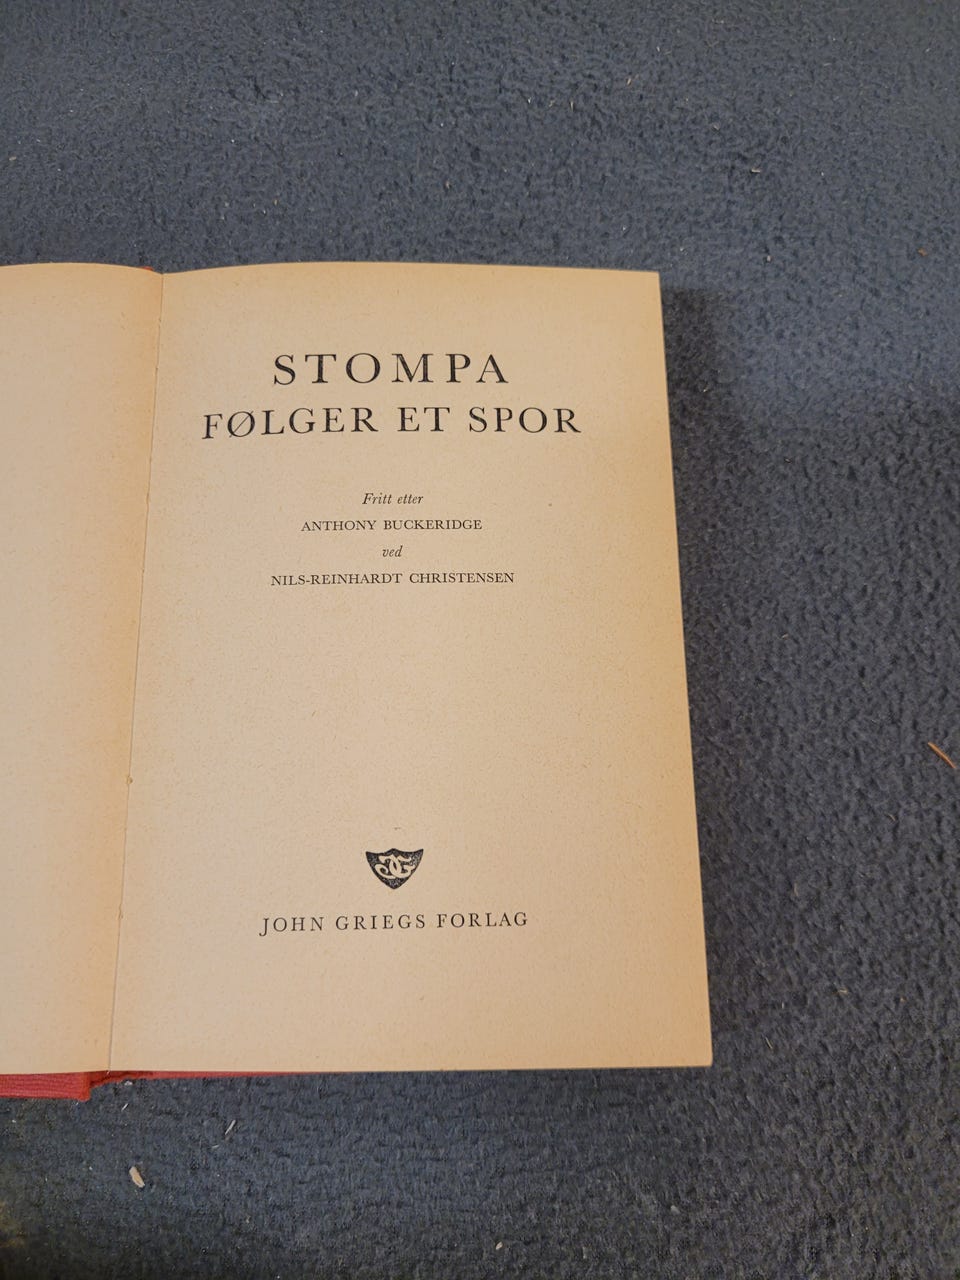 STOMPA
FØLGER ET SPOR
Fritt etter
ANTHONY BUCKERIDGE
ved
NILS-REINHARDT CHRISTENSEN
JOHN GRIEGS FORLAG